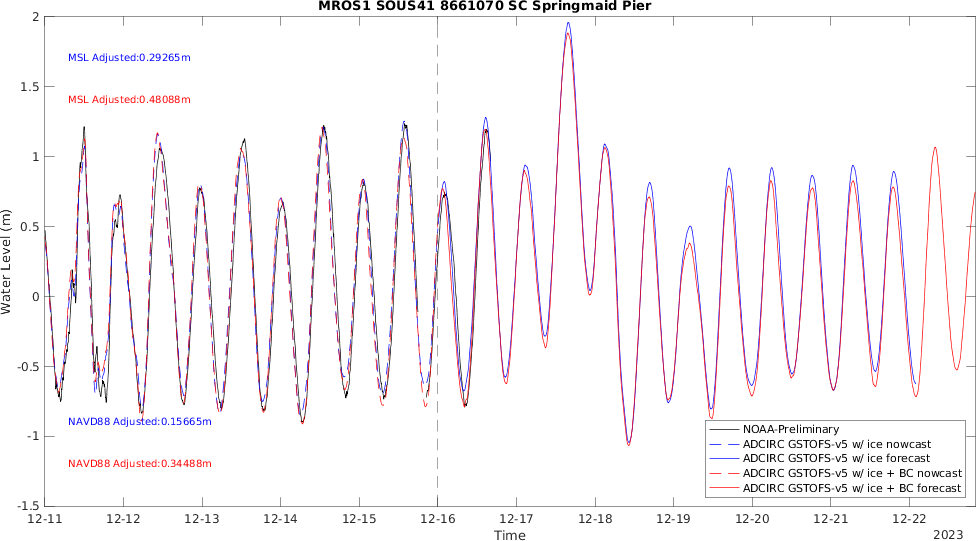 MROS1 SOUS41 8661070 SC Springmaid Pier
2
1.5
1
0.5
0
-0.5
-1
-1.5
Water Level (m)
MSL Adjusted:0.29265m
MSL Adjusted:0.48088m
NAVD88 Adjusted:0.15665m
NAVD88 Adjusted:0.34488m
NOAA-Preliminary
ADCIRC GSTOFS-v5 w/ ice nowcast
ADCIRC GSTOFS-v5 w/ ice forecast
ADCIRC GSTOFS-v5 w/ ice + BC nowcast
ADCIRC GSTOFS-v5 w/ ice + BC forecast
12-11 12-12 12-13 12-14 12-15 12-16 12-17 12-18 12-19 12-20 12-21 12-22
Time
2023